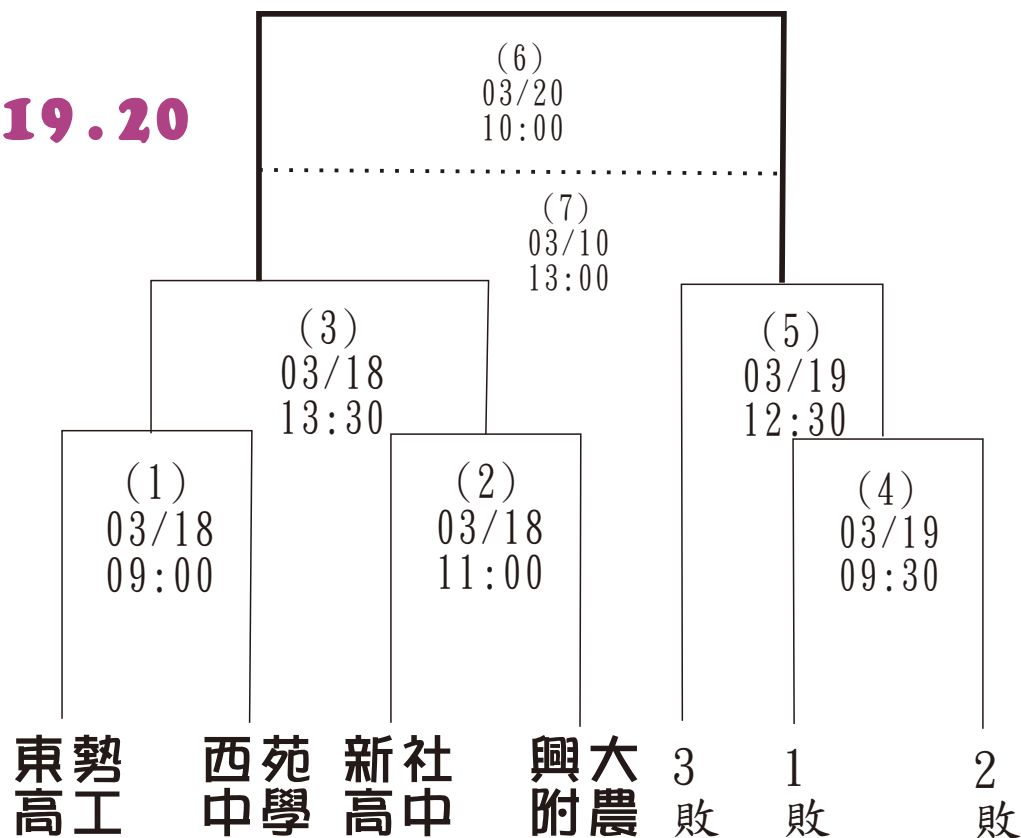 (6)
03/20
10:00
19.20
(7)
03/10
13:00
(3)
03/18
13:30
(5)
03/19
12:30
(1)
03/18
09:00
(2)
03/18
11:00
(4)
03/19
09:30
東勢
高工
西苑
中學
新社
高中
興大
附農
3
敗
1
敗
2
敗